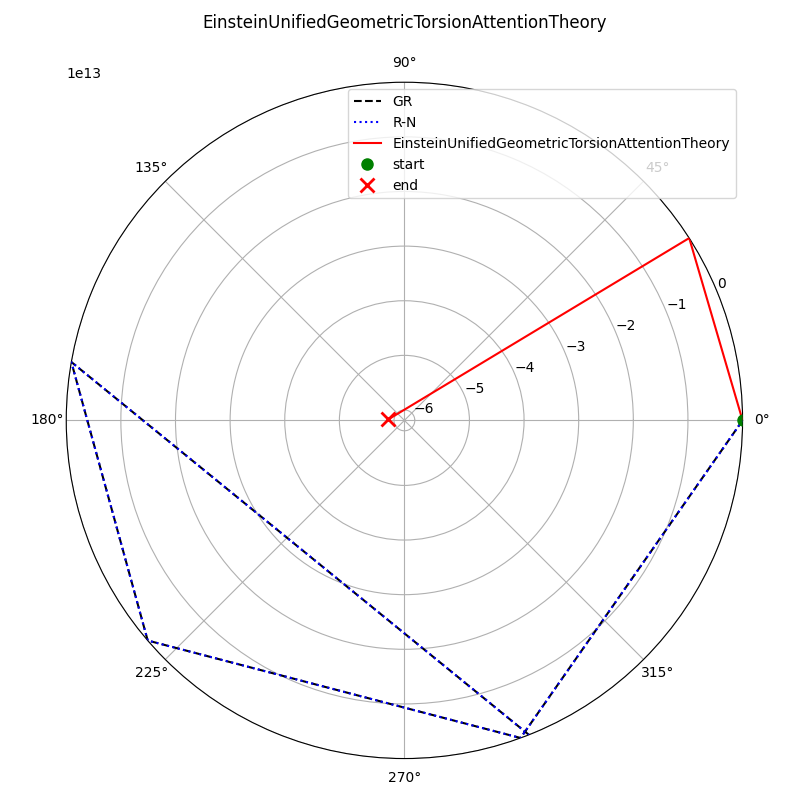 EinsteinUnifiedGeometricTorsionAttentionTheory
1e13
90°
GR
R-N
EinsteinUnifiedGeometricTorsionAttentionTheory
start
end
135°
45°
0
−1
−2
−3
−4
−5
−6
180°
0°
225°
315°
270°